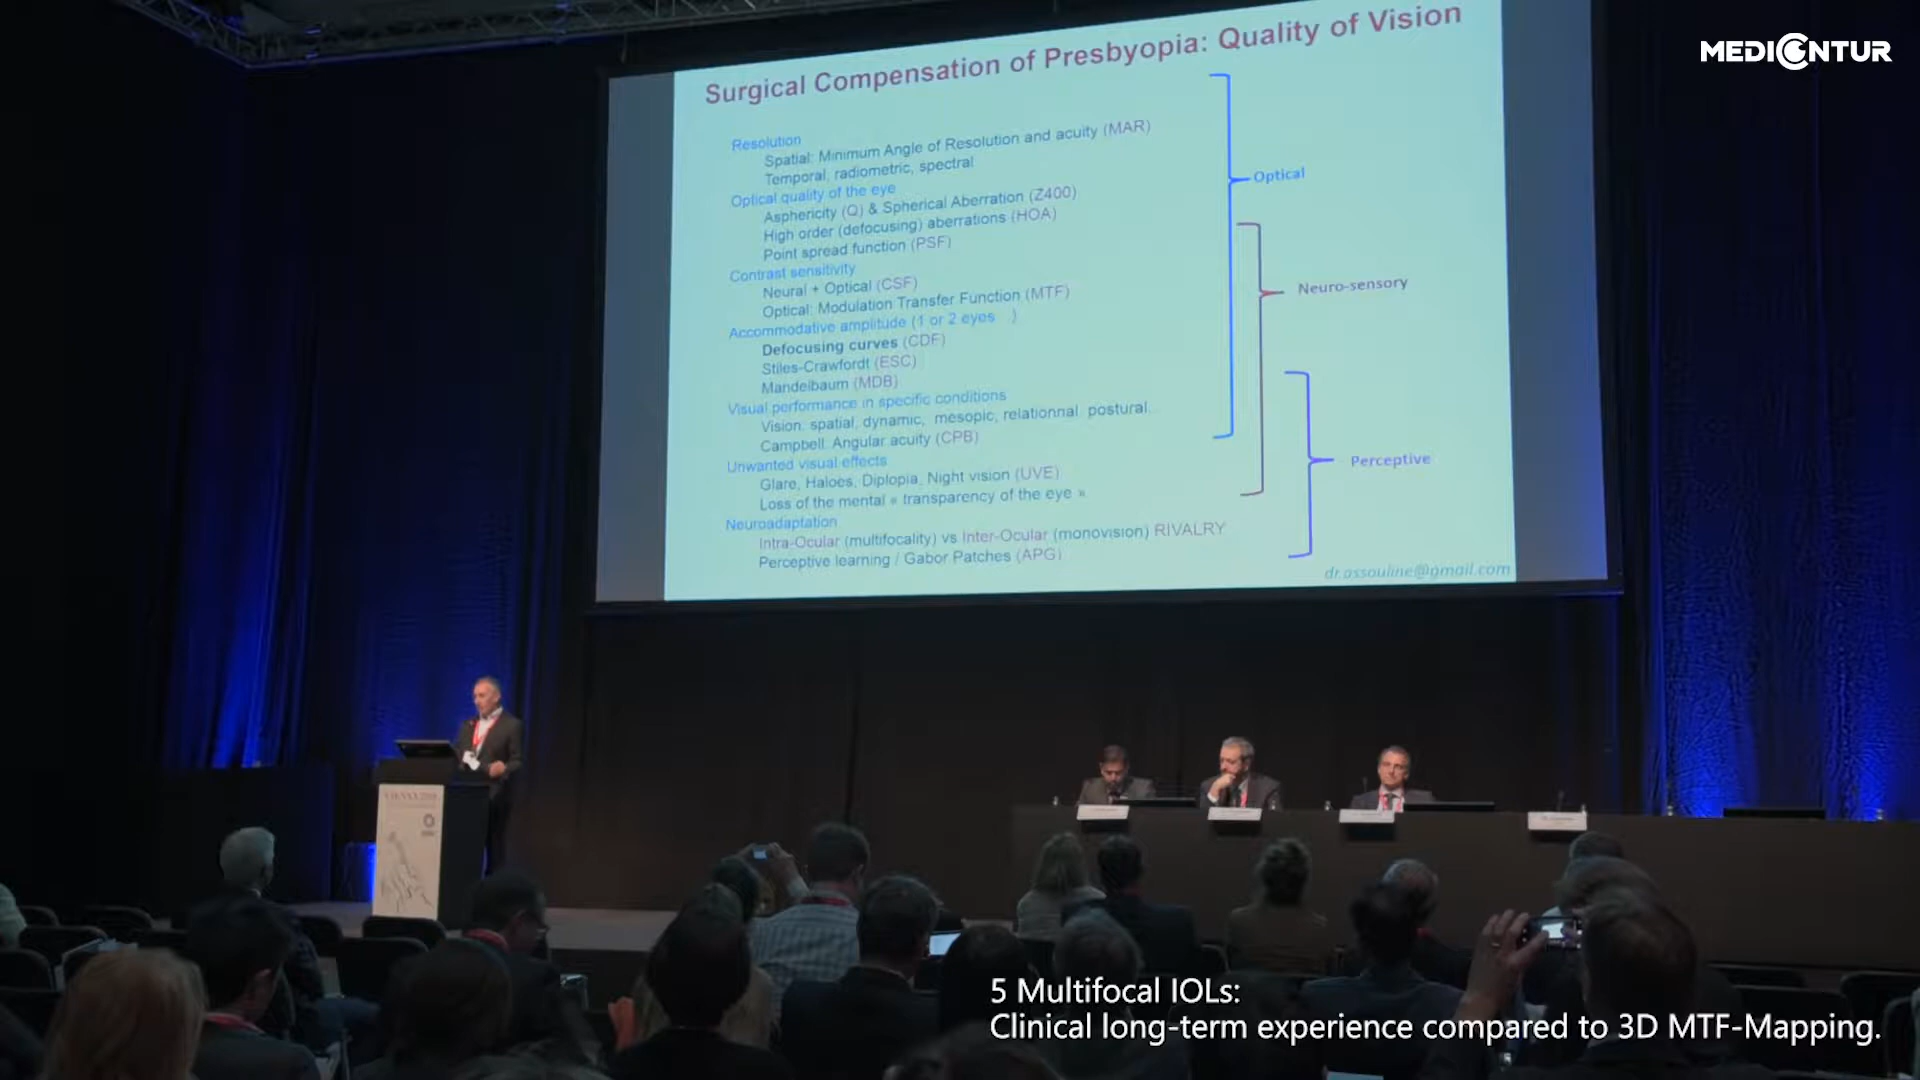 MEDICONTUR
Surgical Compensation of Presbyopia: Quality of Vision
Resolution
Spatial: Minimum Angle of Resolution and acuity (MAR)
Temporal, radiometric, spectral
Optical quality of the eye
Asphericity (Q) & Spherical Aberration (Z400)
High order (defocusing) aberrations (HOA)
Point spread function (PSF)
Contrast sensitivity
Neural + Optical (CSF)
Optical: Modulation Transfer Function (MTF)
Accommodative amplitude (1 or 2 eyes ...)
Defocusing curves (CDF)
Stiles-Crawfordt (ESC)
Mandelbaum (MDB)
Visual performance in specific conditions
Vision: spatial, dynamic, mesopic, relationnal, postural...
Campbell: Angular acuity (CPB)
Unwanted visual effects
Glare, Haloes, Diplopia, Night vision (UVE)
Loss of the mental « transparency of the eye »
Neuroadaptation
Intra-Ocular (multifocality) vs Inter-Ocular (monovision) RIVALRY
Perceptive learning / Gabor Patches (APG)
Optical
Neuro-sensory
Perceptive
dr.assouline@gmail.com
VIENNA 2018
5 Multifocal IOLs:
Clinical long-term experience compared to 3D MTF-Mapping.